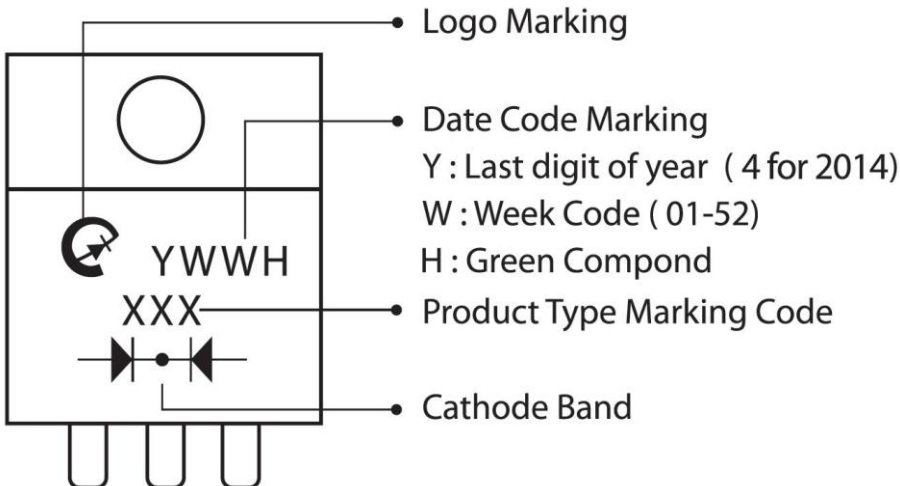 Logo Marking
Date Code Marking
Y : Last digit of year ( 4 for 2014)
W : Week Code ( 01-52)
H : Green Compond
YWWH
XXX
Product Type Marking Code
Cathode Band